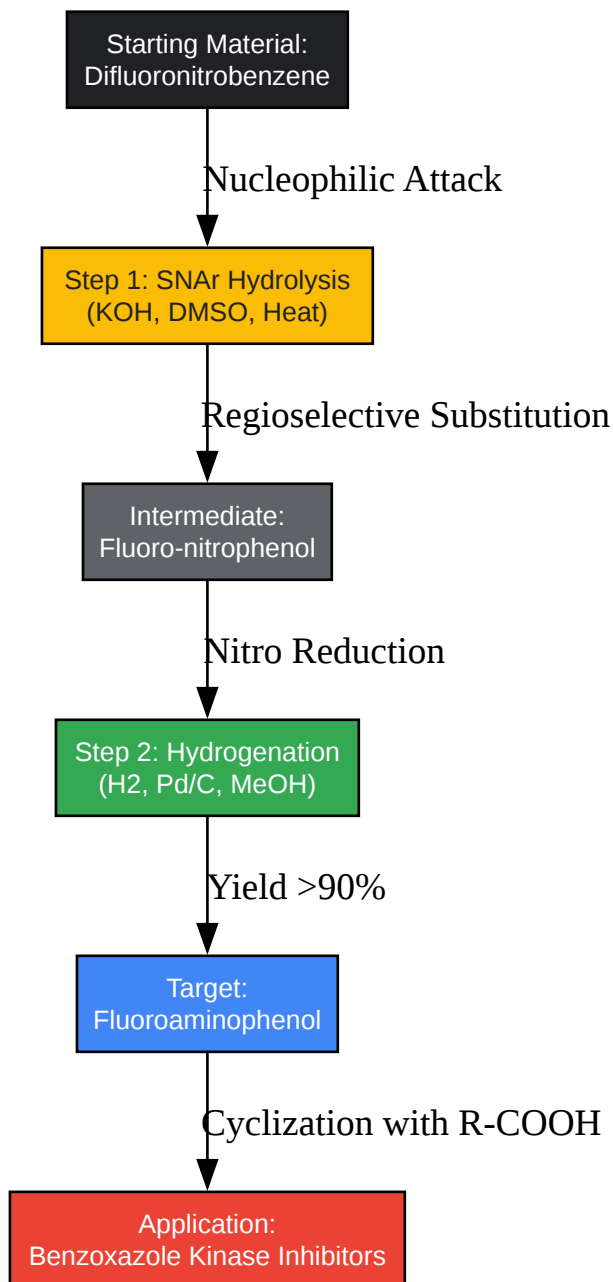 Starting Material:
Difluoronitrobenzene
Nucleophilic Attack
Step 1: SNAr Hydrolysis
(KOH, DMSO, Heat)
Regioselective Substitution
Intermediate:
Fluoro-nitrophenol
Nitro Reduction
Step 2: Hydrogenation
(H2, Pd/C, MeOH)
Yield >90%
Target:
Fluoroaminophenol
Cyclization with R-COOH
Application:
Benzoxazole Kinase Inhibitors